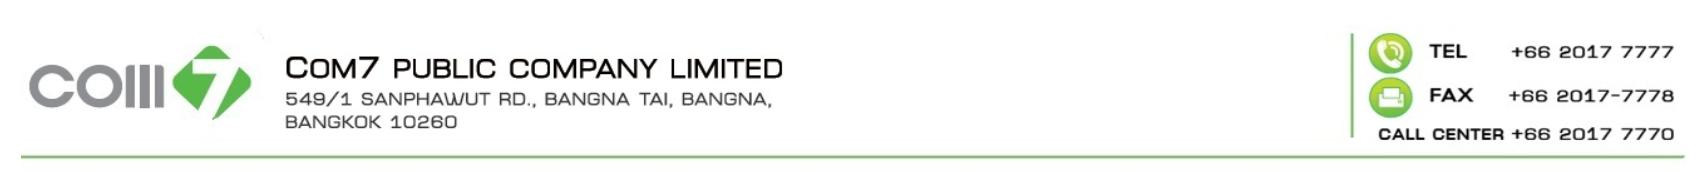 COM7
COM7 PUBLIC COMPANY LIMITED
549/1 SANPHAWUT RD., BANGNA TAI, BANGNA,
BANGKOK 10260
TEL +66 2017 7777
FAX +66 2017-7778
CALL CENTER +66 2017 7770